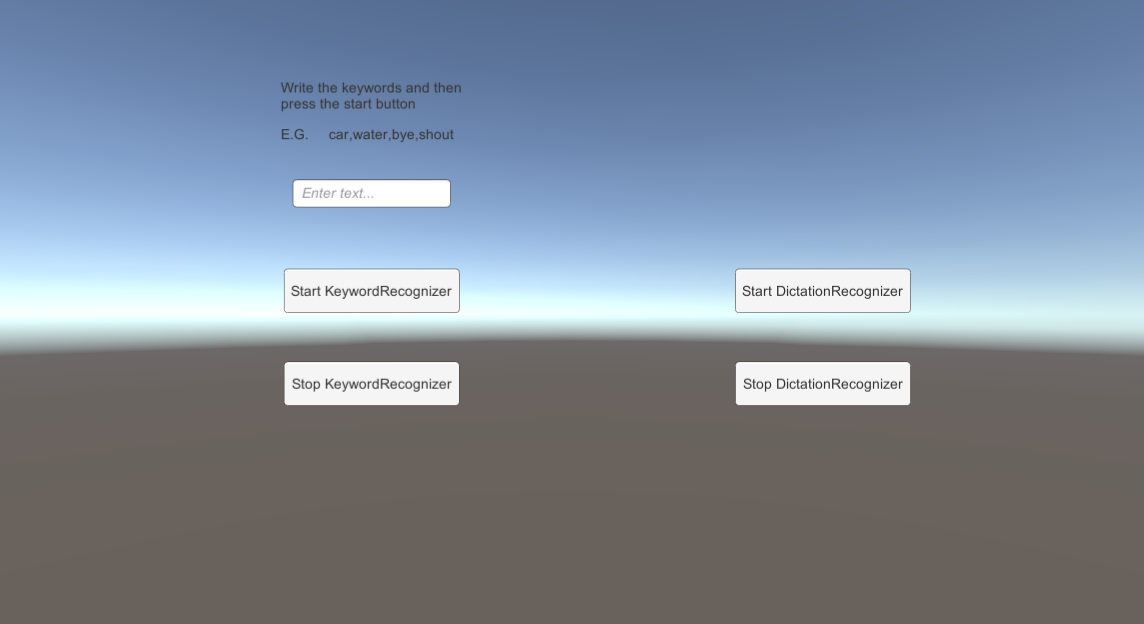 Write the keywords and then
press the start button
E.G. car,water,bye,shout
Enter text...
Start KeywordRecognizer
Start DictationRecognizer
Stop KeywordRecognizer
Stop DictationRecognizer